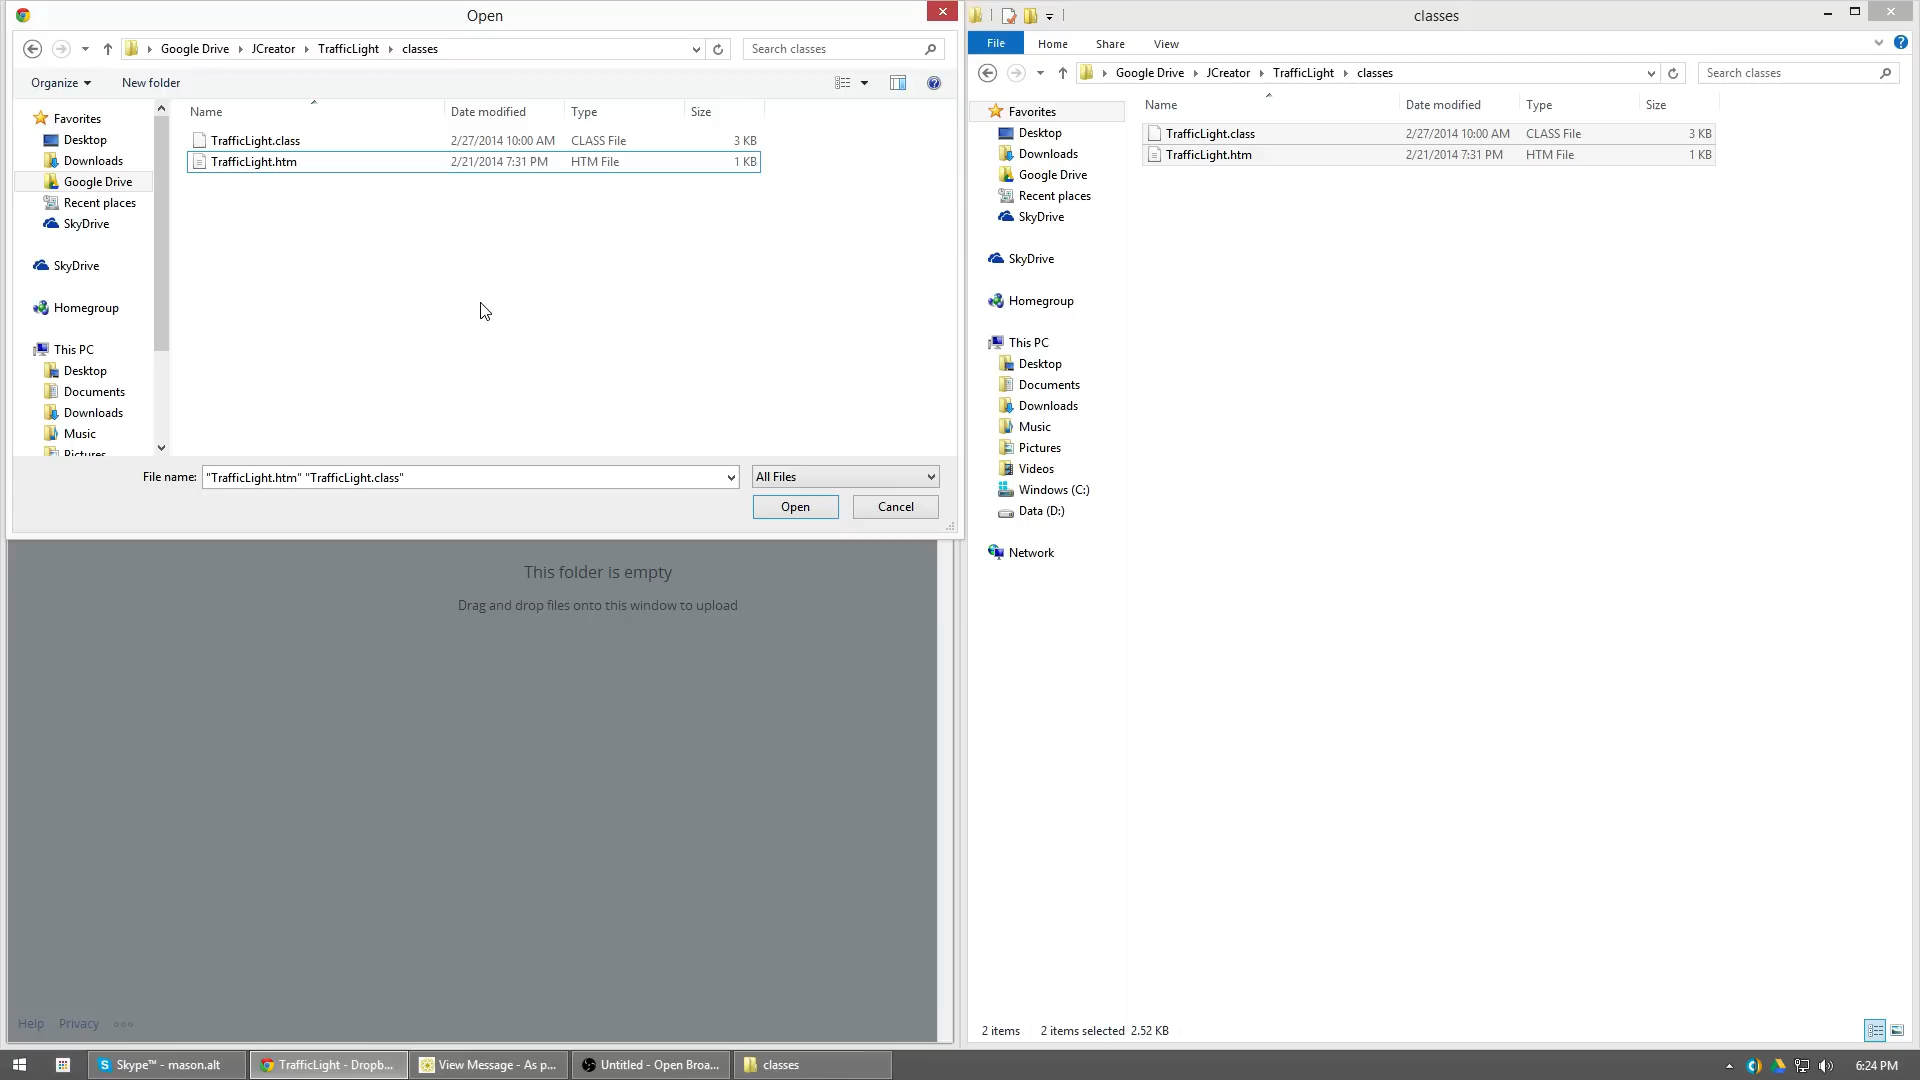 Open
Google Drive JCreator TrafficLight classes
Search classes
Organize
New folder
Favorites
Desktop
Downloads
Google Drive
Recent places
SkyDrive
SkyDrive
Homegroup
This PC
Desktop
Documents
Downloads
Music
Pictures
Name Date modified Type Size
TrafficLight.class 2/27/2014 10:00 AM CLASS File 3 KB
TrafficLight.htm 2/21/2014 7:31 PM HTM File 1 KB
File name: "TrafficLight.htm" "TrafficLight.class"
All Files
Open
Cancel
This folder is empty
Drag and drop files onto this window to upload
Help Privacy
classes
File Home Share View
Google Drive JCreator TrafficLight classes
Search classes
Favorites
Desktop
Downloads
Google Drive
Recent places
SkyDrive
SkyDrive
Homegroup
This PC
Desktop
Documents
Downloads
Music
Pictures
Videos
Windows (C:)
Data (D:)
Network
Name Date modified Type Size
TrafficLight.class 2/27/2014 10:00 AM CLASS File 3 KB
TrafficLight.htm 2/21/2014 7:31 PM HTM File 1 KB
2 items 2 items selected 2.52 KB
Skype™ - mason.alt
TrafficLight - Dropb...
View Message - As p...
Untitled - Open Broa...
classes
6:24 PM